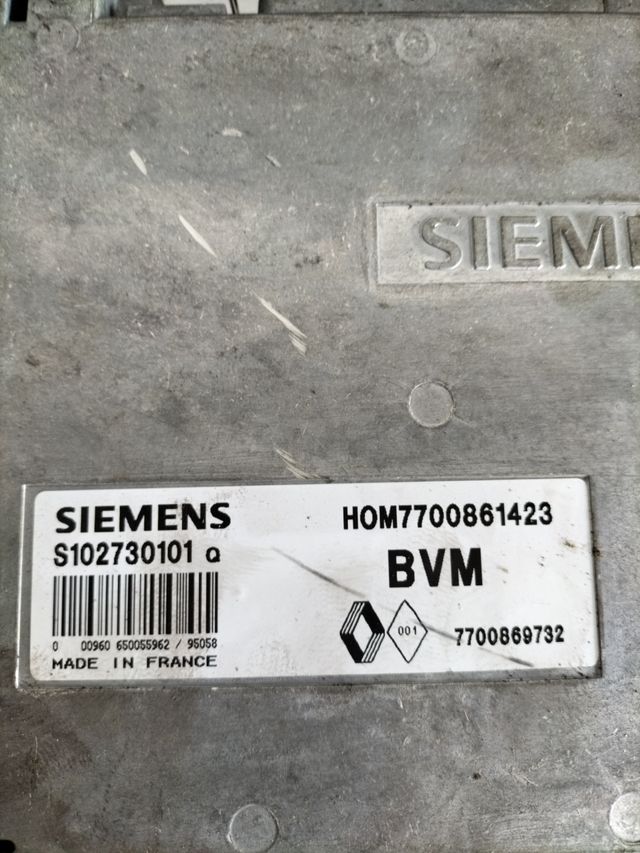 SIEM
SIEMENS
HOM7700861423
S102730101 Q
BVM
0 00960 650055962 / 95058
001
7700869732
MADE IN FRANCE